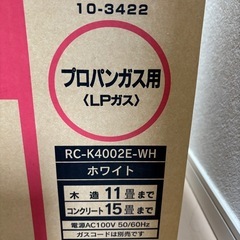 10-3422
プロパンガス用
〈LPガス〉
RC-K4002E-WH
ホワイト
木造 11畳まで
コンクリート 15畳まで
電源AC100V 50/60Hz
ガスコードは別売です